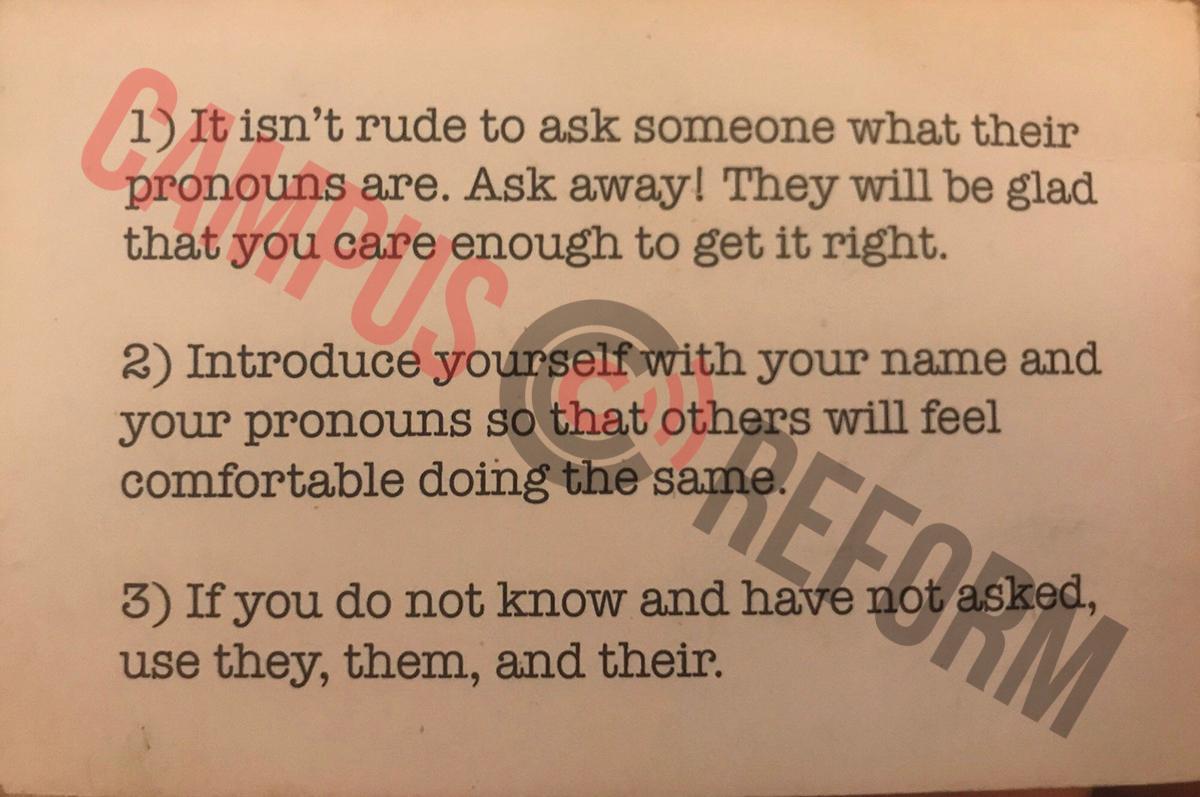 1) It isn't rude to ask someone what their
pronouns are. Ask away! They will be glad
that you care enough to get it right.
2) Introduce yourself with your name and
your pronouns so that others will feel
comfortable doing the same.
3) If you do not know and have not asked,
use they, them, and their.
CAMPUS
REFORM